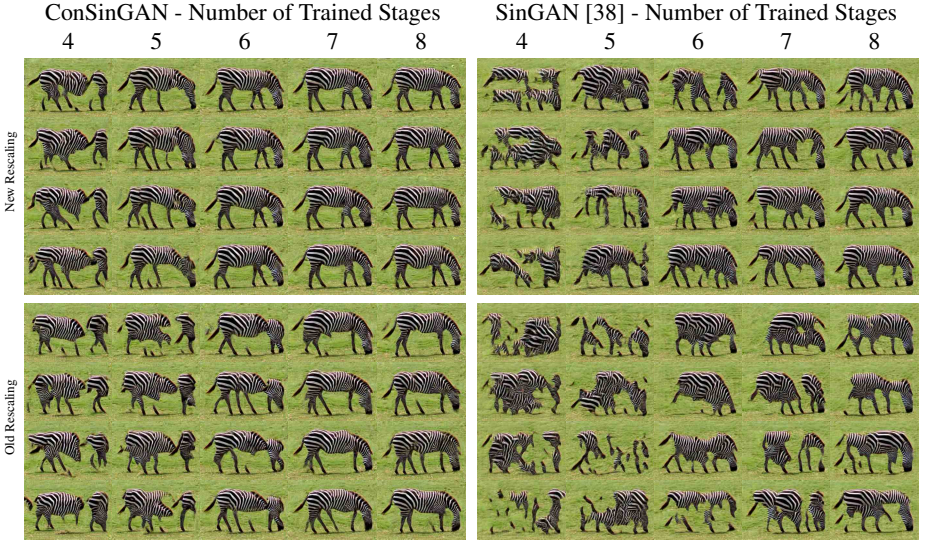 ConSinGAN - Number of Trained Stages
4 5 6 7 8
SinGAN [38] - Number of Trained Stages
4 5 6 7 8
New Rescaling
Old Rescaling